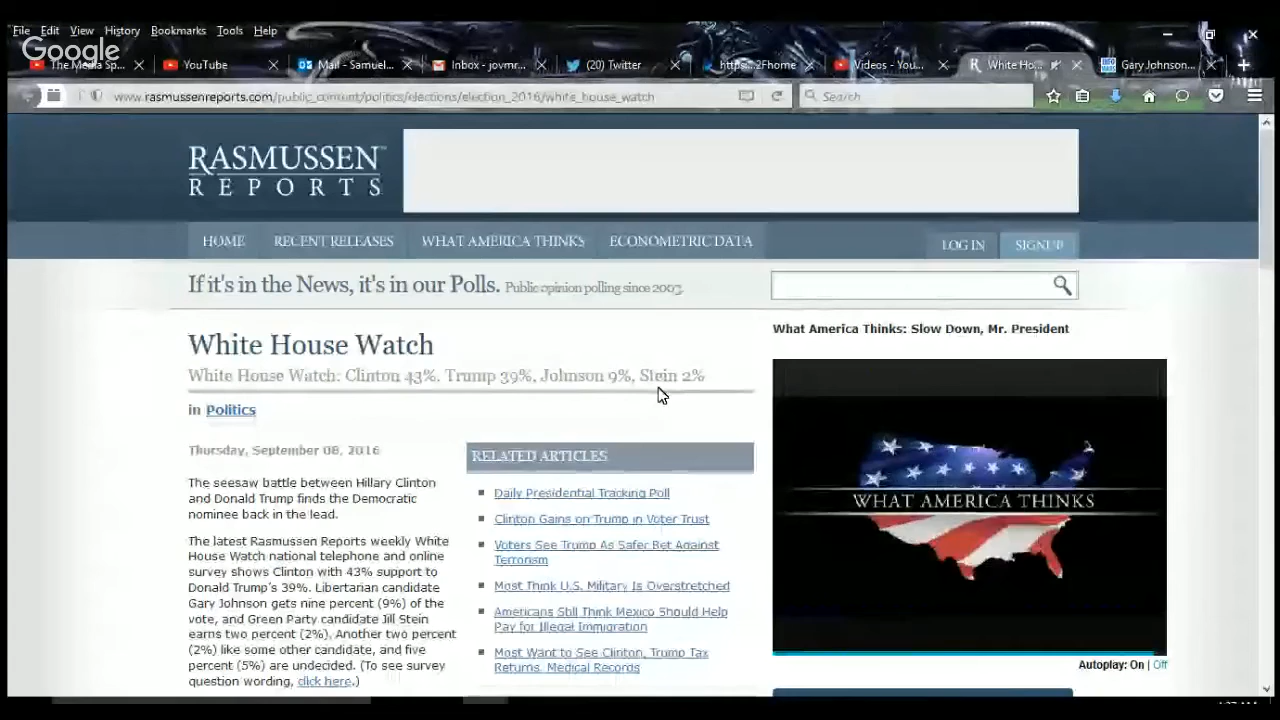 File Edit View History Bookmarks Tools Help
Google
The Media Sp... YouTube Mail - Samuel... Inbox - jovmr... (20) Twitter https...2Fhome Videos - You... White Ho... Gary Johnson...
www.rasmussenreports.com/public_content/politics/elections/election_2016/white_house_watch
Search
RASMUSSEN™
REPORTS
HOME RECENT RELEASES WHAT AMERICA THINKS ECONOMETRIC DATA
LOG IN SIGN UP
If it's in the News, it's in our Polls. Public opinion polling since 2003.
White House Watch
White House Watch: Clinton 43%, Trump 39%, Johnson 9%, Stein 2%
in Politics
Thursday, September 08, 2016
The seesaw battle between Hillary Clinton
and Donald Trump finds the Democratic
nominee back in the lead.
The latest Rasmussen Reports weekly White
House Watch national telephone and online
survey shows Clinton with 43% support to
Donald Trump's 39%. Libertarian candidate
Gary Johnson gets nine percent (9%) of the
vote, and Green Party candidate Jill Stein
earns two percent (2%). Another two percent
(2%) like some other candidate, and five
percent (5%) are undecided. (To see survey
question wording, click here.)
RELATED ARTICLES
Daily Presidential Tracking Poll
Clinton Gains on Trump in Voter Trust
Voters See Trump As Safer Bet Against
Terrorism
Most Think U.S. Military Is Overstretched
Americans Still Think Mexico Should Help
Pay for Illegal Immigration
Most Want to See Clinton, Trump Tax
Returns, Medical Records
What America Thinks: Slow Down, Mr. President
WHAT AMERICA THINKS
Autoplay: On | Off